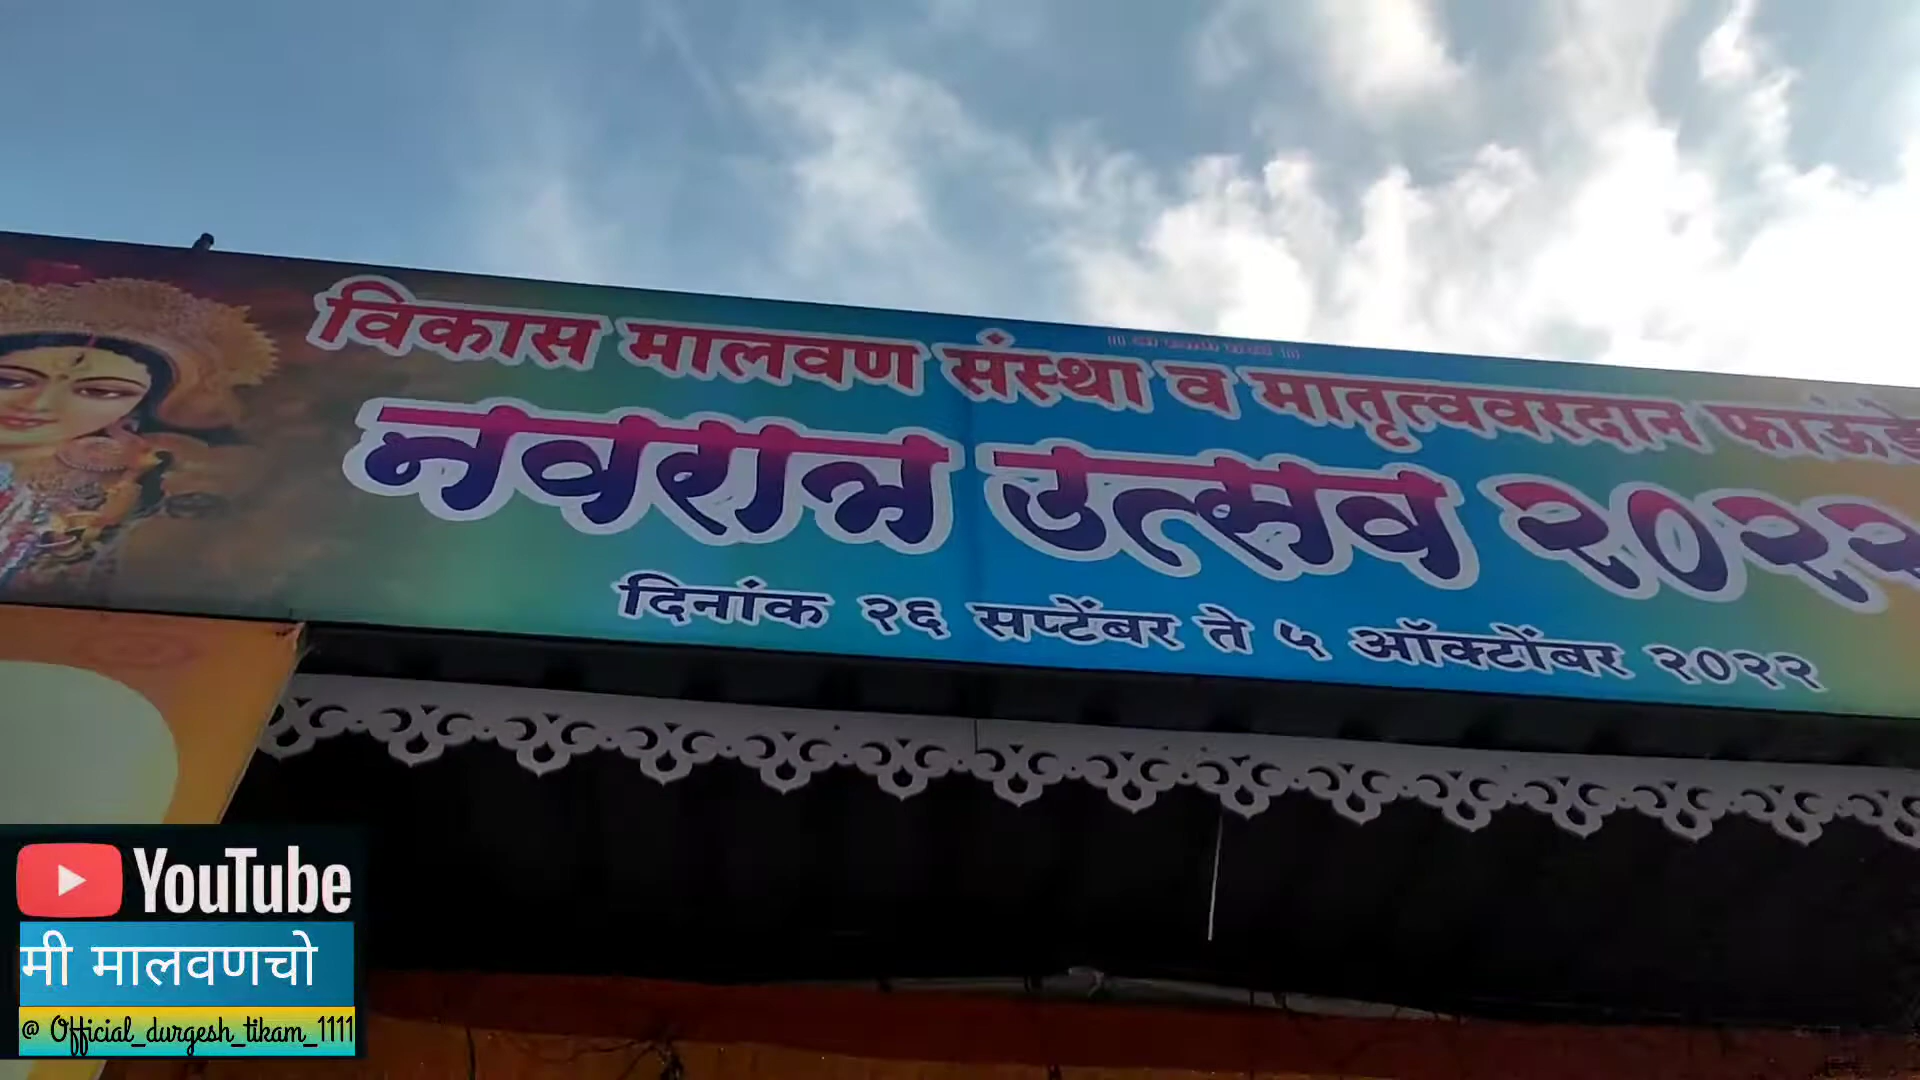 विकास मालवण संस्था व मातृत्ववरदान फाऊंडे
नवरात्र उत्सव २०२२
दिनांक २६ सप्टेंबर ते ५ ऑक्टोंबर २०२२
YouTube
मी मालवणचो
@ Official_durgesh_tikam_1111